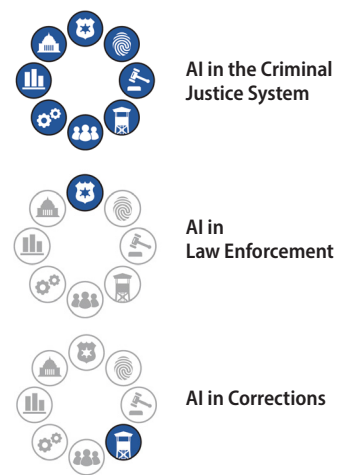 AI in the Criminal
Justice System
AI in
Law Enforcement
AI in Corrections